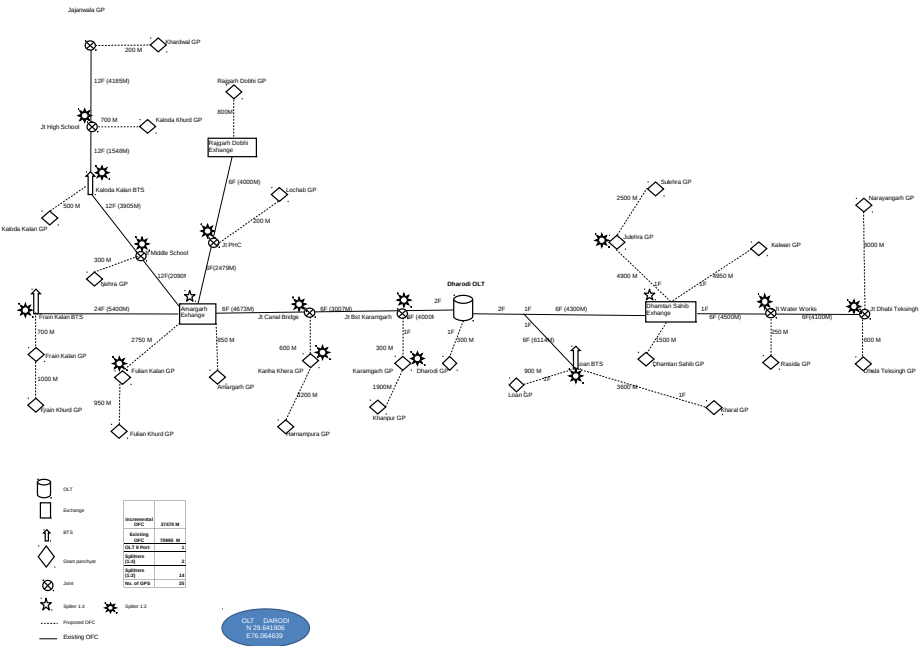 Jajanwala GP
Khardwal GP
200 M
12F (4185M)
Rajgarh Dobhi GP
800M
700 M
Kaloda Khurd GP
Jt High School
Rajgarh Dobhi
Exhange
12F (1548M)
6F (4000M)
Kaloda Kalan BTS
Lochab GP
500 M
12F (3905M)
200 M
Kaloda Kalan GP
Jt PHC
Middle School
300 M
Nehra GP
12F(2090M
6F(2479M)
Sulehra GP
2500 M
Narayangarh GP
Julehra GP
Kalwan GP
3000 M
4900 M
1F
1F
4950 M
Dharodi OLT
Frain Kalan BTS
24F (5400M)
Amargarh
Exchange
6F (4673M)
Jt Canal Bridge
6F (3007M)
Jt Bst Karamgarh
6F (4000M
2F
2F
1F
6F (4300M)
Dhamtan Sahib
Exngange
1F
6F (4500M)
Jt Water Works
6F(4100M)
Jt Dhabi Teksingh
700 M
2750 M
850 M
600 M
300 M
1F
1F
300 M
1F
6F (6114M)
1500 M
250 M
600 M
Frain Kalan GP
Fulian Kalan GP
Kanha Khera GP
Karamgarh GP
Dharodi GP
Loan BTS
Dhamtan Sahib GP
Rasida GP
Dhabi Teksingh GP
1000 M
Amargarh GP
1900M
900 M
1F
3600 M
1F
Loan GP
Frain Khurd GP
950 M
3200 M
Khanpur GP
Kharal GP
Fulian Khurd GP
Harnampura GP
OLT
Exchange
BTS
Gram panchyat
Joint
Spliter 1:4
Spliter 1:2
Proposed OFC
Existing OFC
Incremental
OFC
37470 M
Existing
OFC
70995 M
OLT 8 Port
1
Splitters
(1:4)
2
Splitters
(1:2)
14
No. of GPS
25
OLT DARODI
N 29.641806
E76.064639